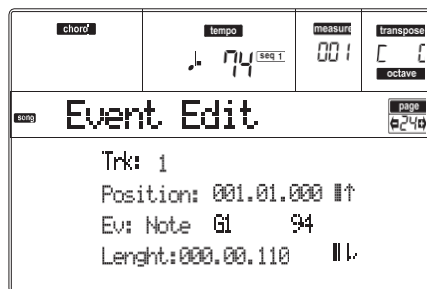 chord tempo measure transpose
74 seq 1 001 C
octave
song Event Edit page
24
Trk: 1
Position: 001.01.000
Ev: Note G1 94
Lenght:000.00.110